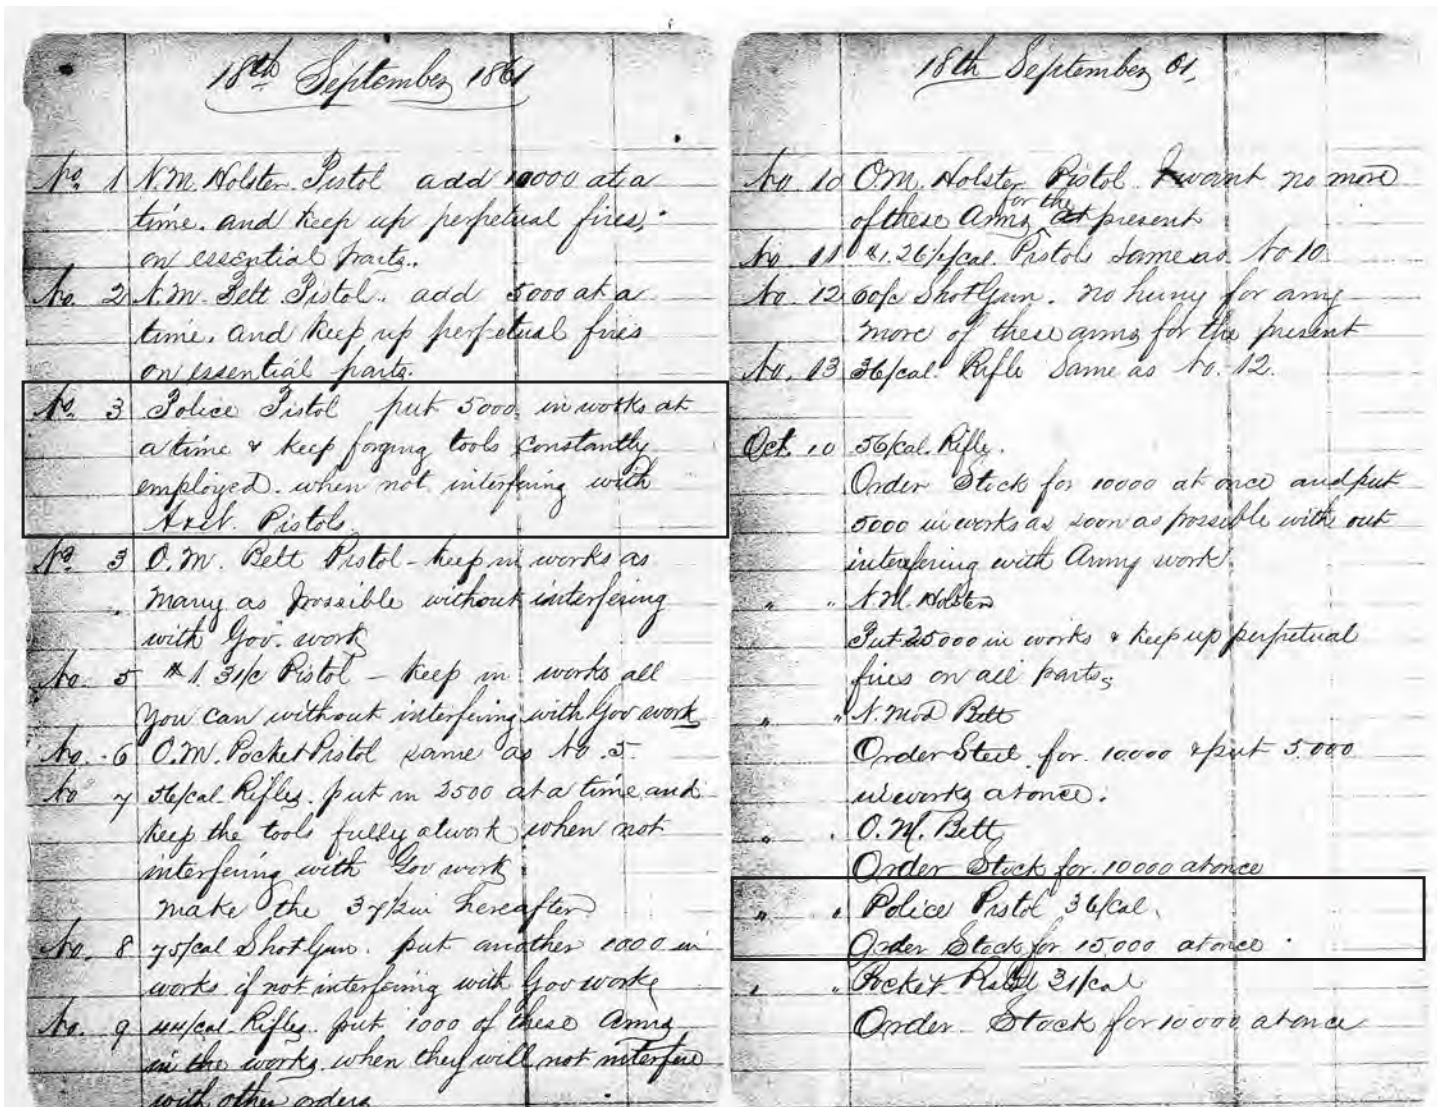 18th September 1861
No. 1 N.M. Holster Pistol add 10000 at a
time. and keep up perpetual fires,
on essential parts.
No. 2 N.M. Belt Pistol. add 5000 at a
time. and keep up perpetual fires
on essential parts.
No. 3 Police Pistol put 5000 in works at
a time & keep forging tools constantly
employed. when not interfering with
Pistols.
No. 3 O.M. Belt Pistol - keep in works as
" many as possible without interfering
with Gov. work
No. 5 #1. 31/c Pistol - keep in works all
you can without interfering with Gov work
No. 6 O.M. Pocket Pistol same as No. 5
No 7 56/cal. Rifles. put in 2500 at a time and
keep the tools fully at work when not
interfering with Gov work.
make the 37½ in hereafter
No. 8 75/cal Shot Gun. put another 1000 in
works if not interfering with Gov work
No. 9 44/cal. Rifles. put 1000 of these Arms
in the works when they will not interfere
with other orders
18th September 61.
No. 10 O.M. Holster Pistol. want no more
of these Arms for the present
No. 11 #1. 26½/cal. Pistols same as No 10
No. 12 60/c Shot Gun. no hurry for any
more of these arms for the present
No. 13 36/cal. Rifle Same as No. 12.
Oct. 10 56/cal. Rifle.
Order Stock for 10000 at once and put
5000 in works as soon as possible with out
interfering with Army work
" " N.M. Holster
Put 25000 in works & keep up perpetual
fires on all parts,
" " N. Mod Belt
Order Steel for 10.000 & put 5.000
in works at once.
" " O.M. Belt
Order Stock for 10000 at once
" " Police Pistol 36/cal.
Order Stock for 15,000 at once.
" " Pocket Pistol 31/cal
Order Stock for 10000 at once